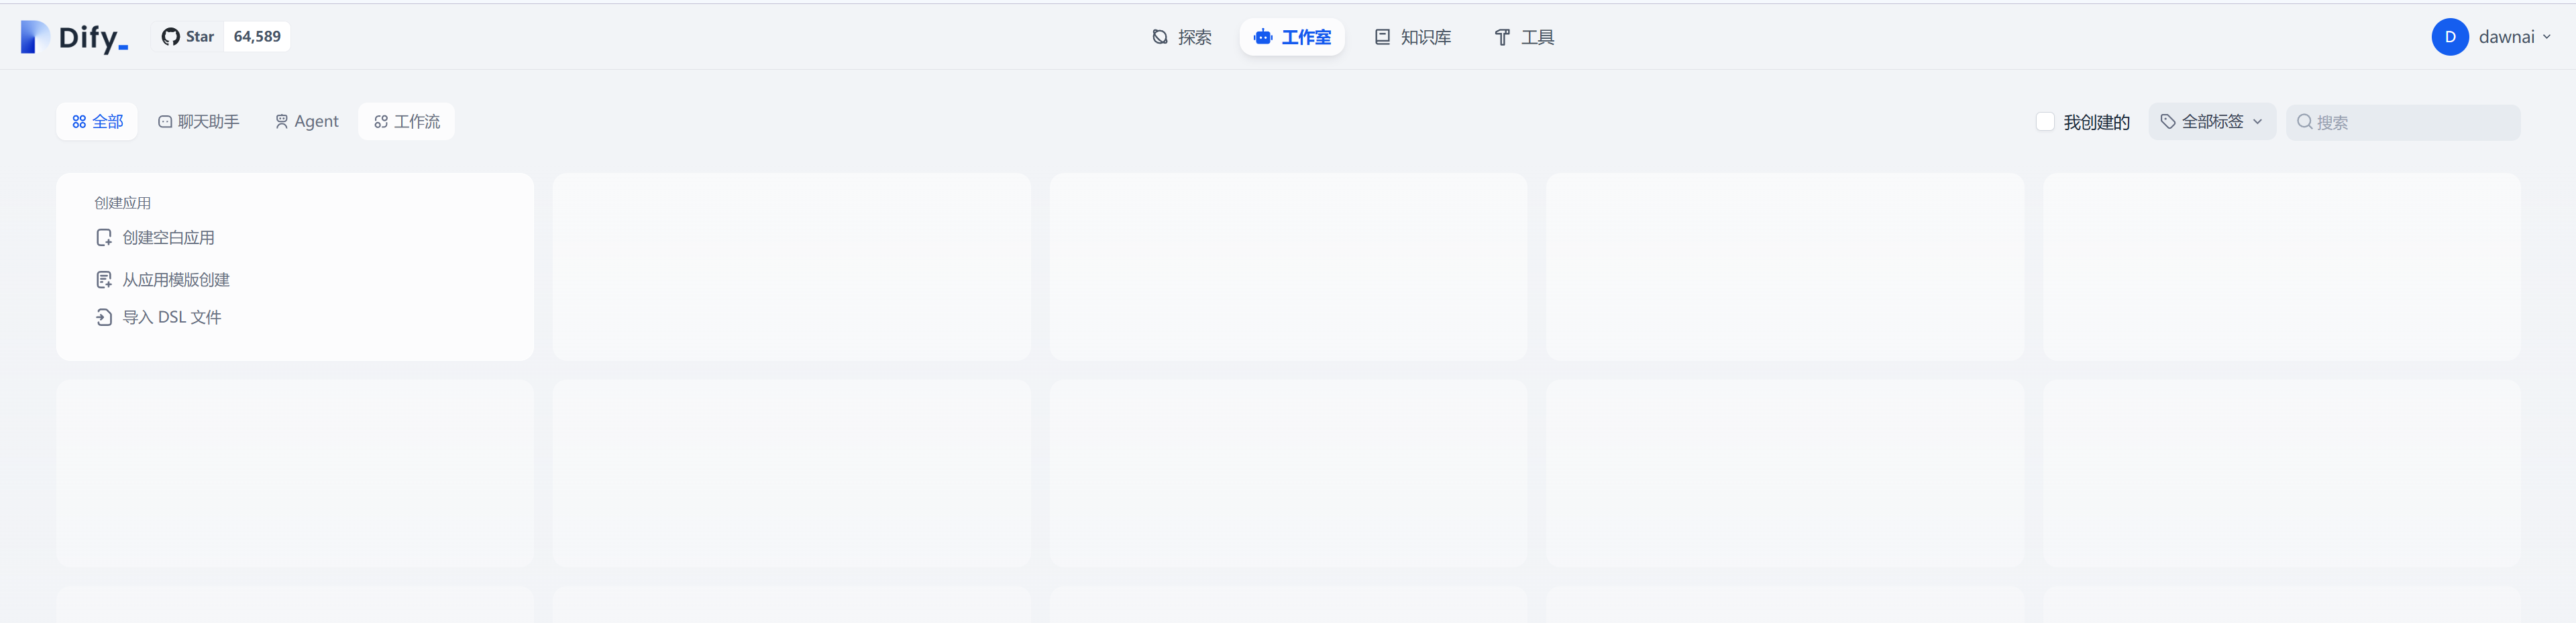 Dify_ Star 64,589 探索 工作室 知识库 工具 D dawnai
全部 聊天助手 Agent 工作流 我创建的 全部标签 搜索
创建应用
创建空白应用
从应用模版创建
导入 DSL 文件